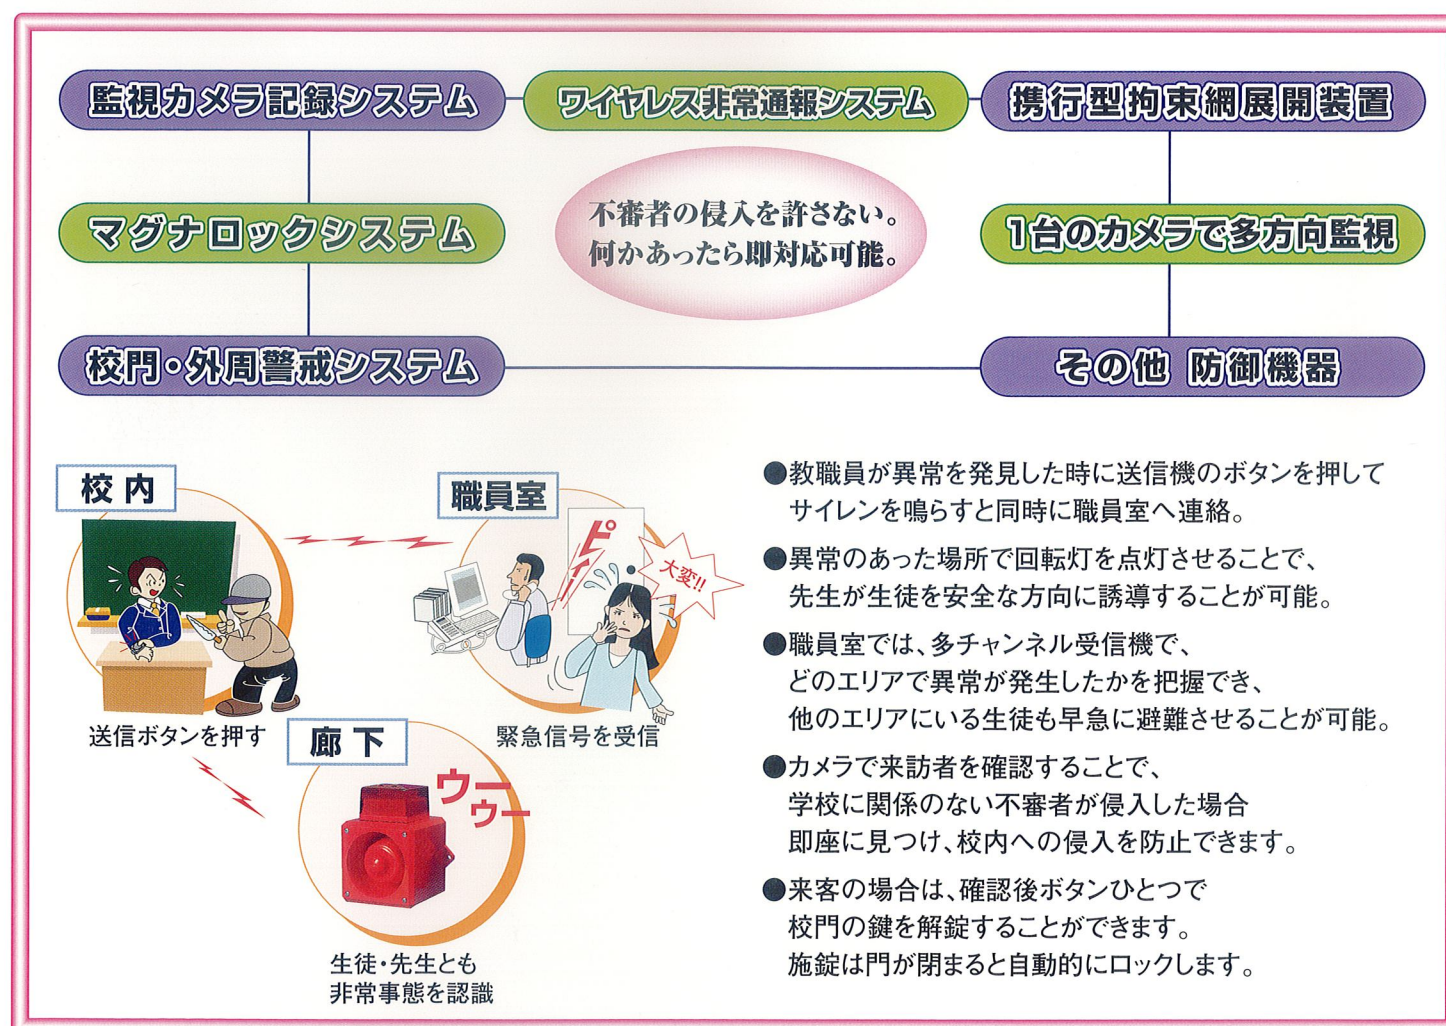 監視カメラ記録システム
ワイヤレス非常通報システム
携行型拘束網展開装置
マグナロックシステム
不審者の侵入を許さない。
何かあったら即対応可能。
1台のカメラで多方向監視
校門・外周警戒システム
その他 防御機器
校内
職員室
ピー!
大変!!
送信ボタンを押す
緊急信号を受信
廊下
ウー
ウー
生徒・先生とも
非常事態を認識
●教職員が異常を発見した時に送信機のボタンを押して
サイレンを鳴らすと同時に職員室へ連絡。
●異常のあった場所で回転灯を点灯させることで、
先生が生徒を安全な方向に誘導することが可能。
●職員室では、多チャンネル受信機で、
どのエリアで異常が発生したかを把握でき、
他のエリアにいる生徒も早急に避難させることが可能。
●カメラで来訪者を確認することで、
学校に関係のない不審者が侵入した場合
即座に見つけ、校内への侵入を防止できます。
●来客の場合は、確認後ボタンひとつで
校門の鍵を解錠することができます。
施錠は門が閉まると自動的にロックします。